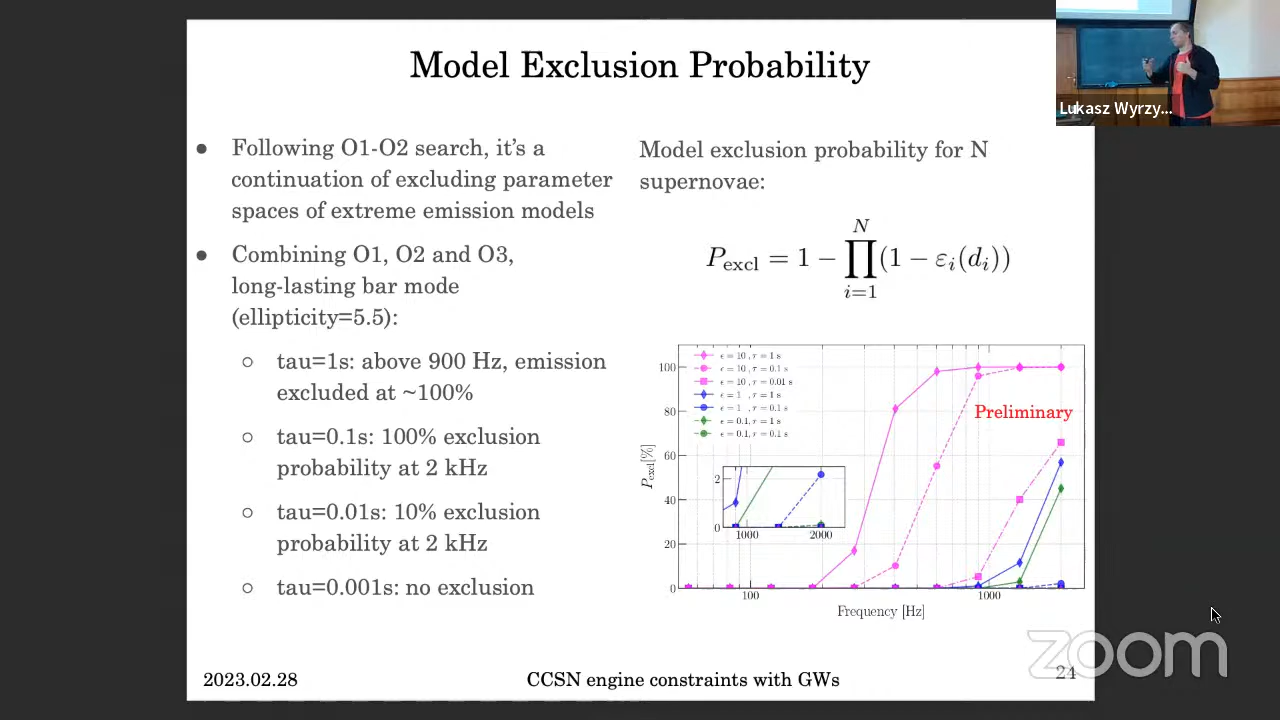 Model Exclusion Probability
Lukasz Wyrzy...
● Following O1-O2 search, it's a
continuation of excluding parameter
spaces of extreme emission models
● Combining O1, O2 and O3,
long-lasting bar mode
(ellipticity=5.5):
○ tau=1s: above 900 Hz, emission
excluded at ~100%
○ tau=0.1s: 100% exclusion
probability at 2 kHz
○ tau=0.01s: 10% exclusion
probability at 2 kHz
○ tau=0.001s: no exclusion
Model exclusion probability for N
supernovae:
P_excl = 1 − ∏_{i=1}^{N} (1 − ε_i(d_i))
ϵ = 10 , τ = 1 s
ϵ = 10 , τ = 0.1 s
ϵ = 10 , τ = 0.01 s
ϵ = 1 , τ = 1 s
ϵ = 1 , τ = 0.1 s
ϵ = 0.1, τ = 1 s
ϵ = 0.1, τ = 0.1 s
Preliminary
P_excl[%]
100
80
60
40
20
0
2
0
1000 2000
100 1000
Frequency [Hz]
zoom
2023.02.28 CCSN engine constraints with GWs 24